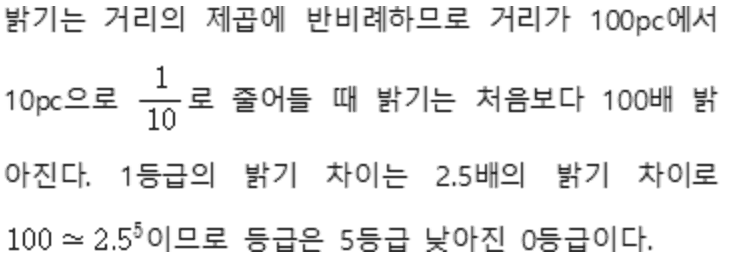 밝기는 거리의 제곱에 반비례하므로 거리가 100pc에서
10pc으로 1/10로 줄어들 때 밝기는 처음보다 100배 밝
아진다. 1등급의 밝기 차이는 2.5배의 밝기 차이로
100 ≃ 2.5⁵이므로 등급은 5등급 낮아진 0등급이다.